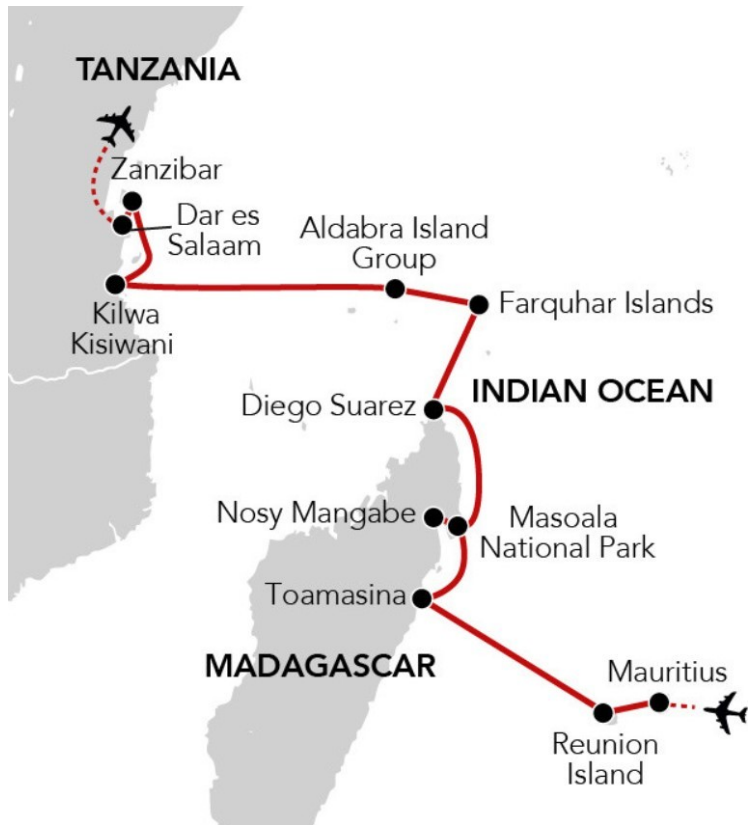 TANZANIA
Zanzibar
Dar es
Salaam
Aldabra Island
Group
Farquhar Islands
Kilwa
Kisiwani
INDIAN OCEAN
Diego Suarez
Nosy Mangabe
Masoala
National Park
Toamasina
MADAGASCAR
Mauritius
Reunion
Island